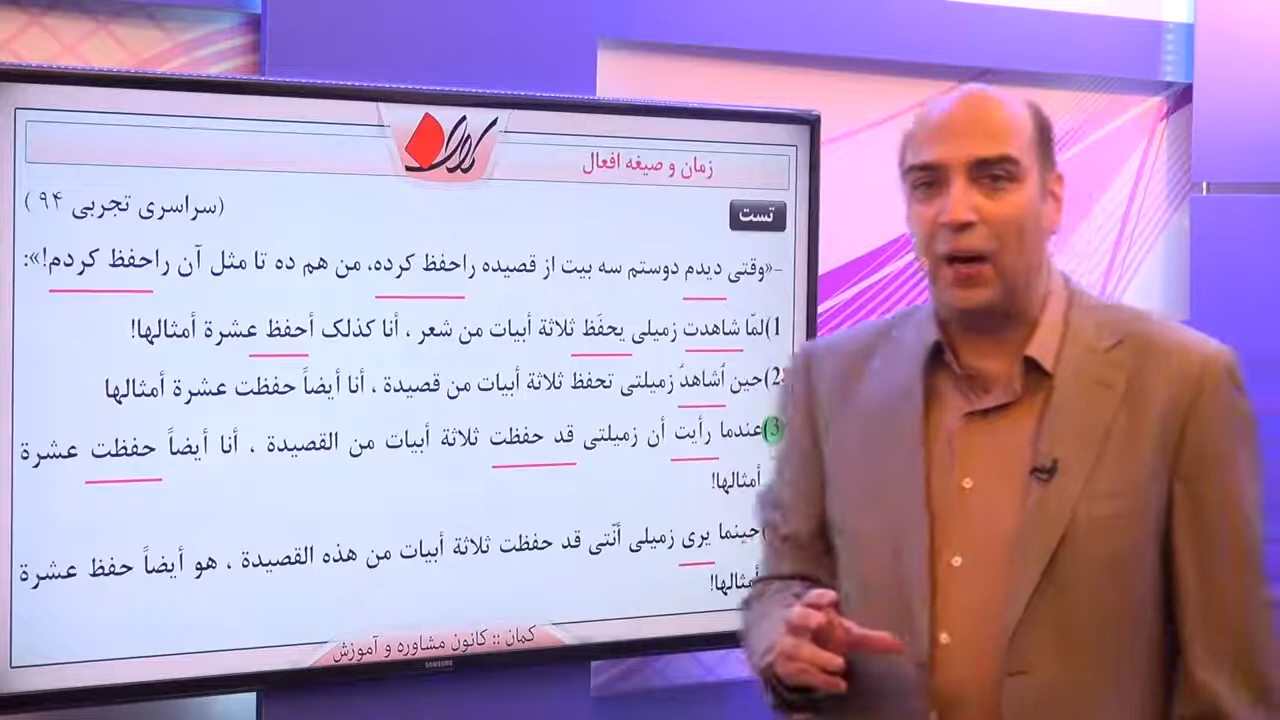 زمان و صیغه افعال
تست
(سراسری تجربی ۹۴ )
-«وقتی دیدم دوستم سه بیت از قصیده راحفظ کرده، من هم ده تا مثل آن راحفظ کردم!»:
1)لمّا شاهدت زمیلی یحفَظ ثلاثة أبیات من شعر ، أنا کذلک أحفظ عشرة أمثالها!
2)حین اُشاهدُ زمیلتی تحفظ ثلاثة أبیات من قصیدة ، أنا أیضاً حفظت عشرة أمثالها
3)عندما رأیت أن زمیلتی قد حفظت ثلاثة أبیات من القصیدة ، أنا أیضاً حفظت عشرة
أمثالها!
)حینما یری زمیلی أنّتی قد حفظت ثلاثة أبیات من هذه القصیدة ، هو أیضاً حفظ عشرة
أمثالها!
کمان :: کانون مشاوره و آموزش
SAMSUNG